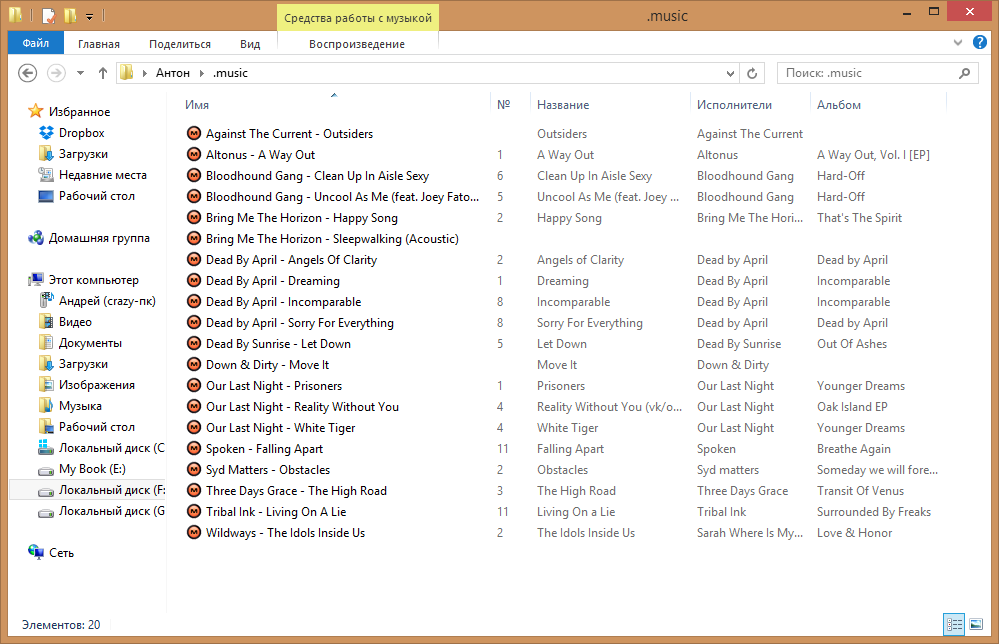 Средства работы с музыкой
.music
Файл Главная Поделиться Вид Воспроизведение
Антон .music Поиск: .music
Имя № Название Исполнители Альбом
Избранное
Dropbox
Загрузки
Недавние места
Рабочий стол
Домашняя группа
Этот компьютер
Андрей (crazy-пк)
Видео
Документы
Загрузки
Изображения
Музыка
Рабочий стол
Локальный диск (C
My Book (E:)
Локальный диск (F:
Локальный диск (G
Сеть
Against The Current - Outsiders Outsiders Against The Current
Altonus - A Way Out 1 A Way Out Altonus A Way Out, Vol. I [EP]
Bloodhound Gang - Clean Up In Aisle Sexy 6 Clean Up In Aisle Sexy Bloodhound Gang Hard-Off
Bloodhound Gang - Uncool As Me (feat. Joey Fato... 5 Uncool As Me (feat. Joey ... Bloodhound Gang Hard-Off
Bring Me The Horizon - Happy Song 2 Happy Song Bring Me The Hori... That's The Spirit
Bring Me The Horizon - Sleepwalking (Acoustic)
Dead By April - Angels Of Clarity 2 Angels of Clarity Dead by April Dead by April
Dead By April - Dreaming 1 Dreaming Dead By April Incomparable
Dead By April - Incomparable 8 Incomparable Dead By April Incomparable
Dead by April - Sorry For Everything 8 Sorry For Everything Dead by April Dead by April
Dead By Sunrise - Let Down 5 Let Down Dead By Sunrise Out Of Ashes
Down & Dirty - Move It Move It Down & Dirty
Our Last Night - Prisoners 1 Prisoners Our Last Night Younger Dreams
Our Last Night - Reality Without You 4 Reality Without You (vk/o... Our Last Night Oak Island EP
Our Last Night - White Tiger 4 White Tiger Our Last Night Younger Dreams
Spoken - Falling Apart 11 Falling Apart Spoken Breathe Again
Syd Matters - Obstacles 2 Obstacles Syd matters Someday we will fore...
Three Days Grace - The High Road 3 The High Road Three Days Grace Transit Of Venus
Tribal Ink - Living On A Lie 11 Living On a Lie Tribal Ink Surrounded By Freaks
Wildways - The Idols Inside Us 2 The Idols Inside Us Sarah Where Is My... Love & Honor
Элементов: 20